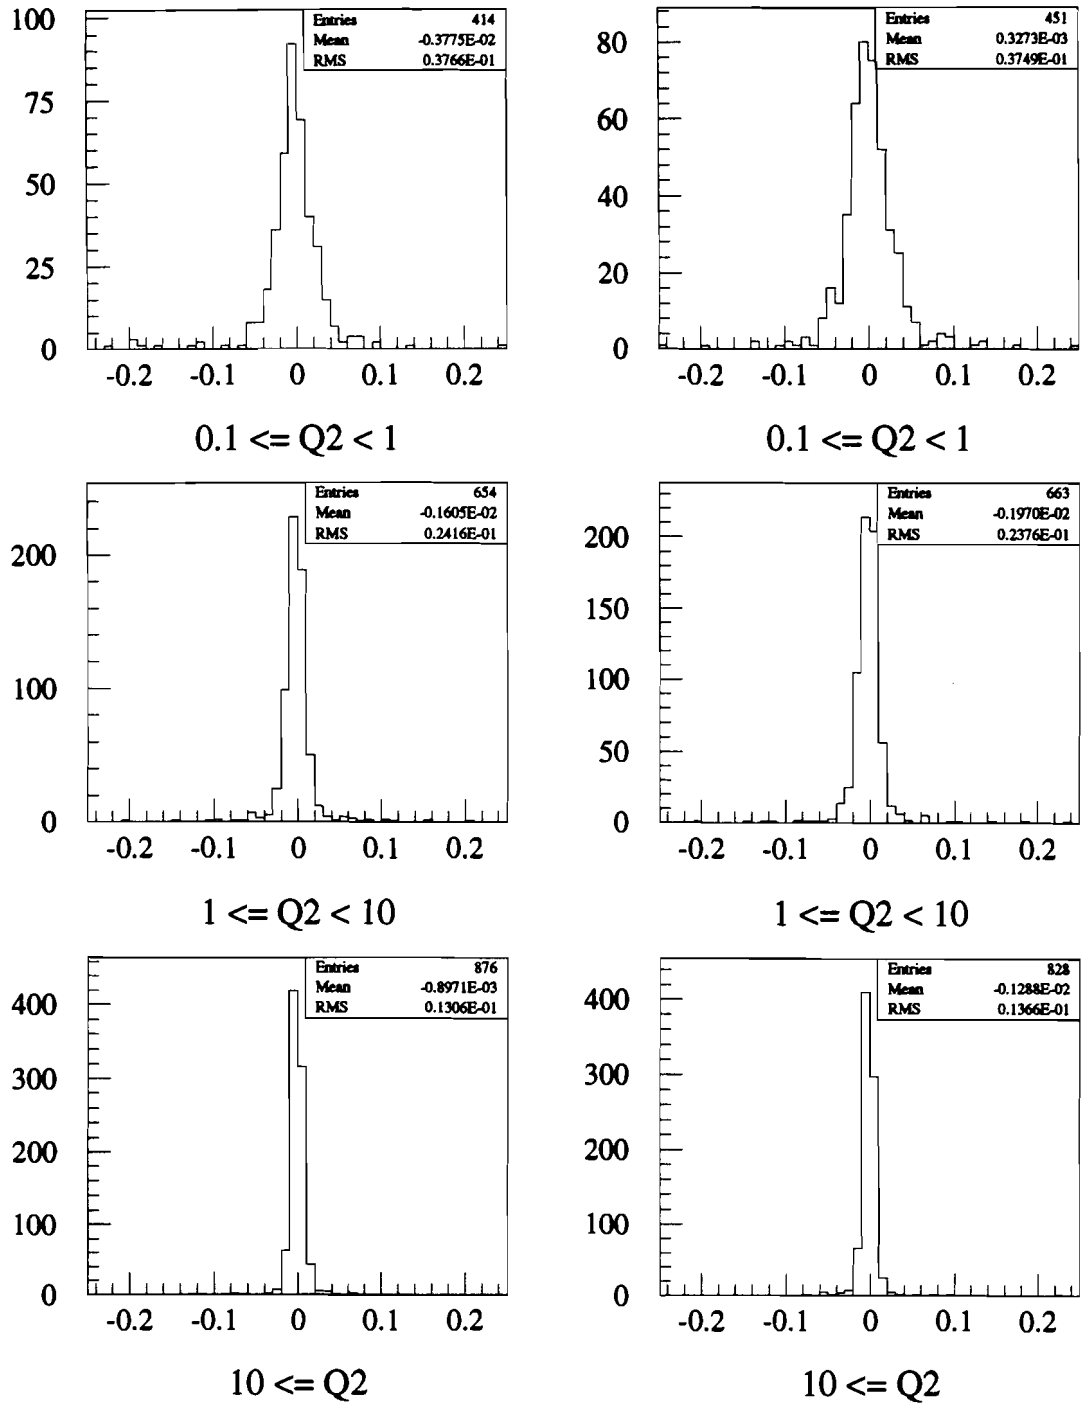 100
75
50
25
0
Entries 414
Mean -0.3775E-02
RMS 0.3766E-01
-0.2 -0.1 0 0.1 0.2
0.1 <= Q2 < 1
80
60
40
20
0
Entries 451
Mean 0.3273E-03
RMS 0.3749E-01
-0.2 -0.1 0 0.1 0.2
0.1 <= Q2 < 1
200
100
0
Entries 654
Mean -0.1605E-02
RMS 0.2416E-01
-0.2 -0.1 0 0.1 0.2
1 <= Q2 < 10
200
150
100
50
0
Entries 663
Mean -0.1970E-02
RMS 0.2376E-01
-0.2 -0.1 0 0.1 0.2
1 <= Q2 < 10
400
300
200
100
0
Entries 876
Mean -0.8971E-03
RMS 0.1306E-01
-0.2 -0.1 0 0.1 0.2
10 <= Q2
400
300
200
100
0
Entries 828
Mean -0.1288E-02
RMS 0.1366E-01
-0.2 -0.1 0 0.1 0.2
10 <= Q2